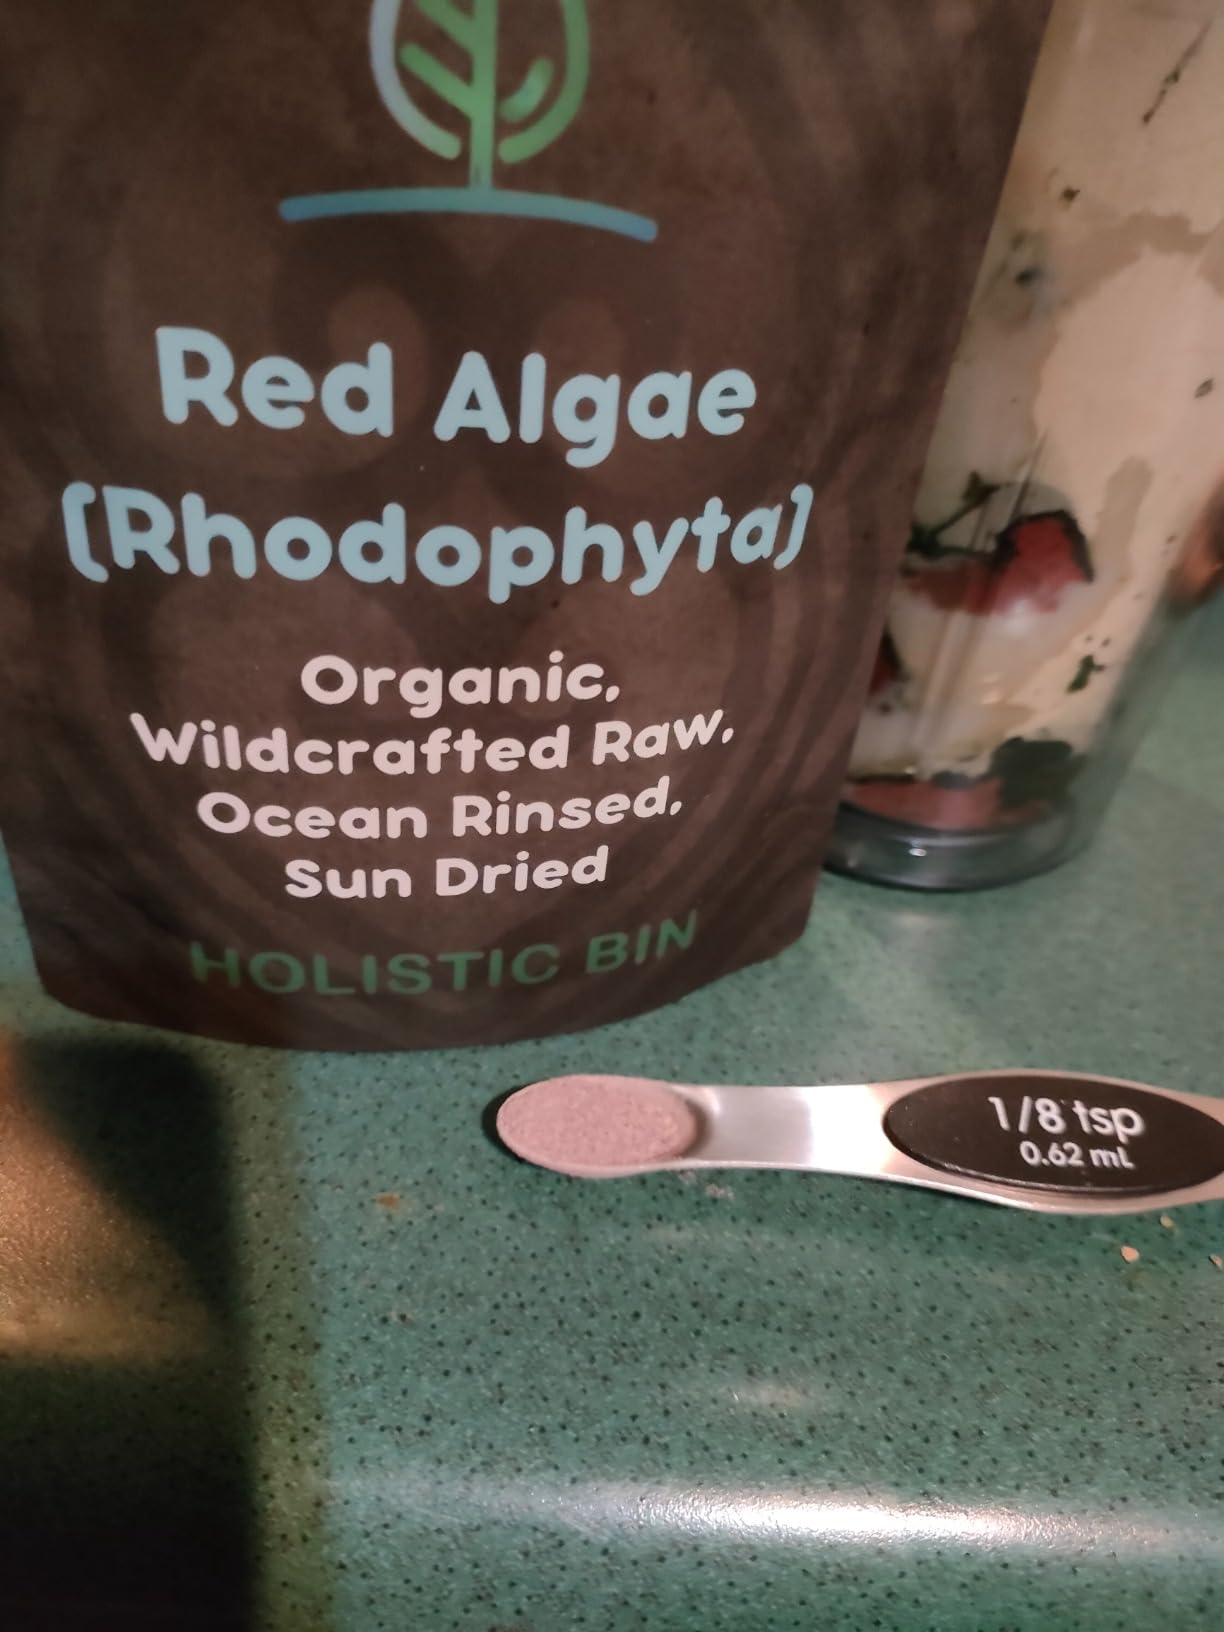 Red Algae
(Rhodophyta)
Organic,
Wildcrafted Raw,
Ocean Rinsed,
Sun Dried
HOLISTIC BIN
1/8 tsp
0.62 mL